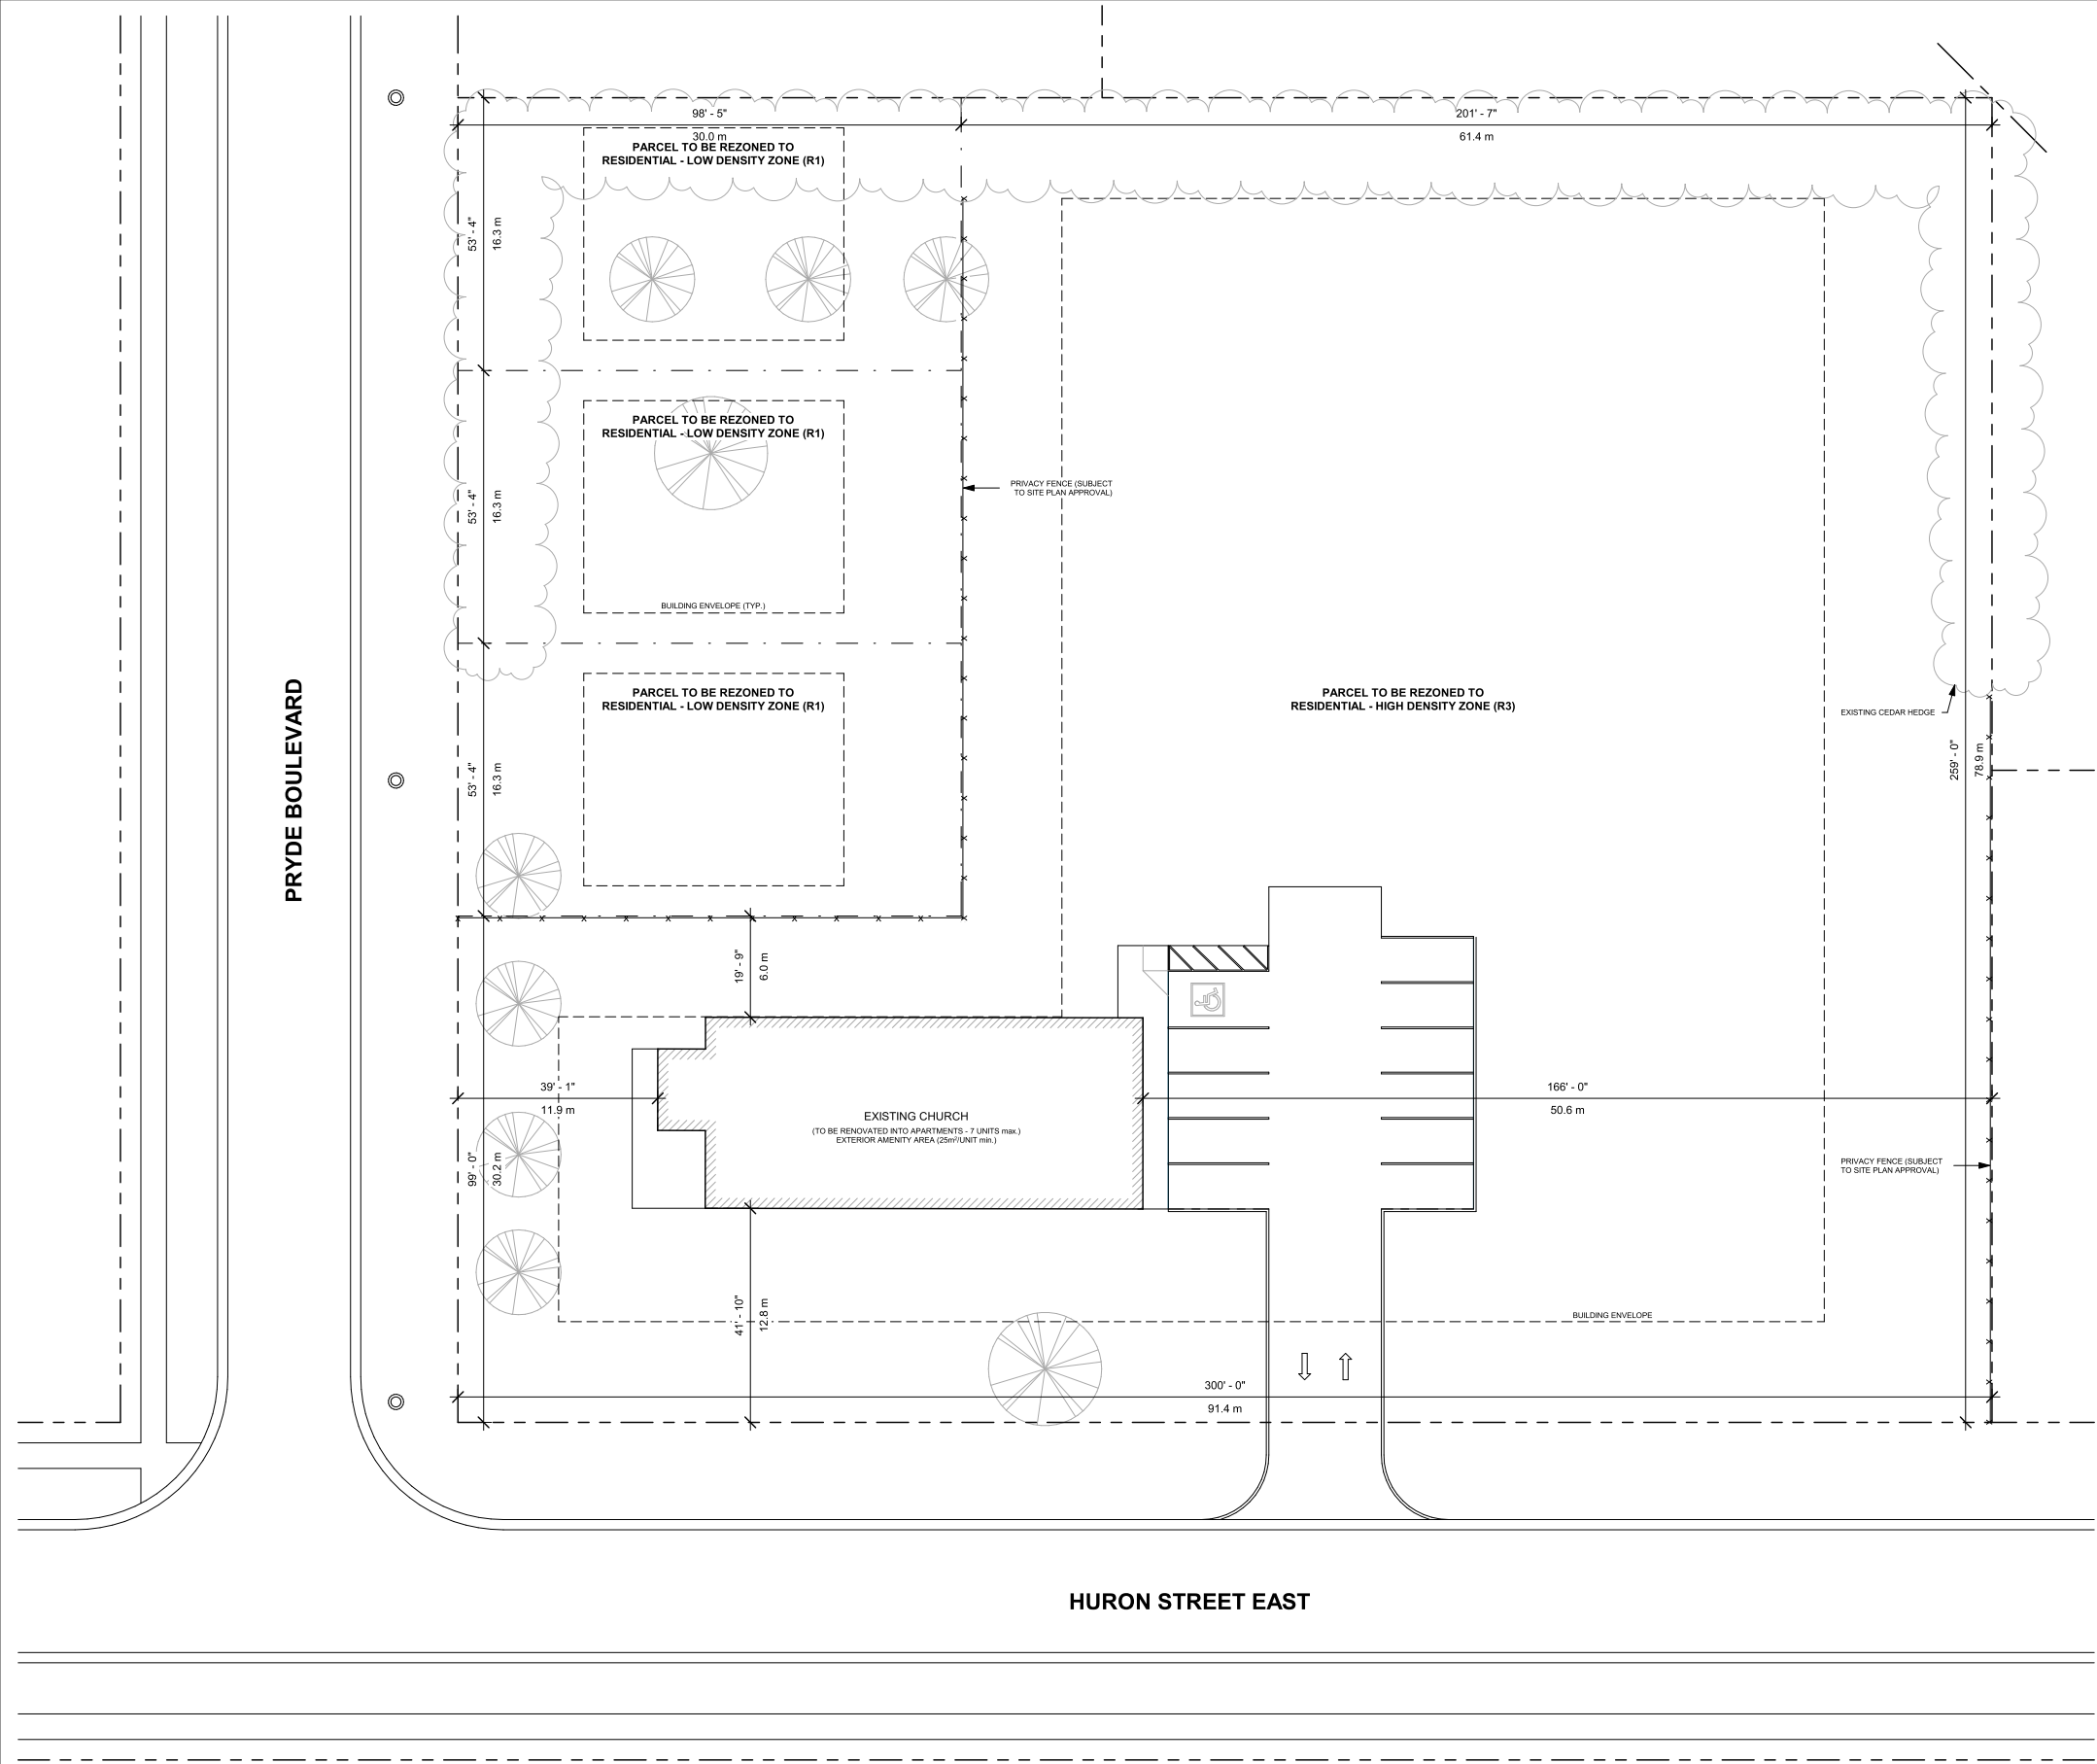 98' - 5"
30.0 m
201' - 7"
61.4 m
PARCEL TO BE REZONED TO
RESIDENTIAL - LOW DENSITY ZONE (R1)
53' - 4"
16.3 m
PARCEL TO BE REZONED TO
RESIDENTIAL - LOW DENSITY ZONE (R1)
53' - 4"
16.3 m
PRIVACY FENCE (SUBJECT
TO SITE PLAN APPROVAL)
BUILDING ENVELOPE (TYP.)
PARCEL TO BE REZONED TO
RESIDENTIAL - LOW DENSITY ZONE (R1)
53' - 4"
16.3 m
PARCEL TO BE REZONED TO
RESIDENTIAL - HIGH DENSITY ZONE (R3)
EXISTING CEDAR HEDGE
259' - 0"
78.9 m
PRYDE BOULEVARD
19' - 9"
6.0 m
39' - 1"
11.9 m
EXISTING CHURCH
(TO BE RENOVATED INTO APARTMENTS - 7 UNITS max.)
EXTERIOR AMENITY AREA (25m²/UNIT min.)
166' - 0"
50.6 m
99' - 0"
30.2 m
PRIVACY FENCE (SUBJECT
TO SITE PLAN APPROVAL)
41' - 10"
12.8 m
BUILDING ENVELOPE
300' - 0"
91.4 m
HURON STREET EAST